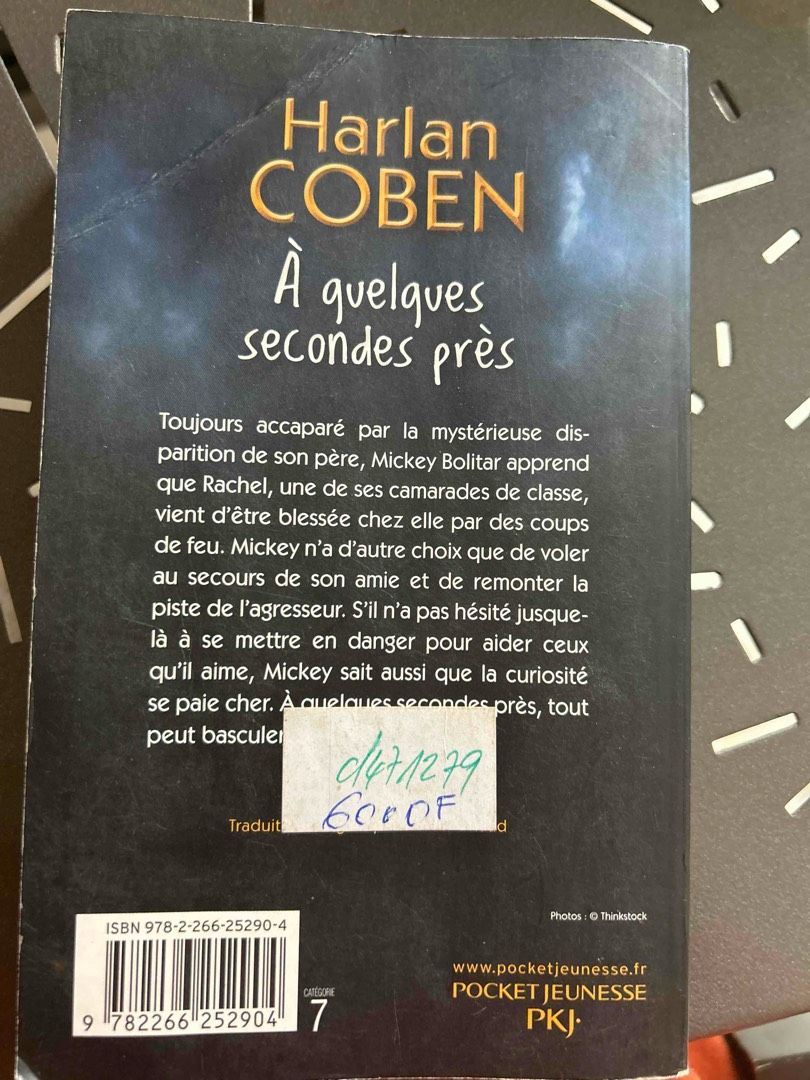 Harlan
COBEN
À quelques
secondes près
Toujours accaparé par la mystérieuse dis-
parition de son père, Mickey Bolitar apprend
que Rachel, une de ses camarades de classe,
vient d'être blessée chez elle par des coups
de feu. Mickey n'a d'autre choix que de voler
au secours de son amie et de remonter la
piste de l'agresseur. S'il n'a pas hésité jusque-
là à se mettre en danger pour aider ceux
qu'il aime, Mickey sait aussi que la curiosité
se paie cher. À quelques secondes près, tout
peut basculer
d471279
6000F
Traduit
ISBN 978-2-266-25290-4
9 782266 252904
CATÉGORIE
7
Photos : © Thinkstock
www.pocketjeunesse.fr
POCKET JEUNESSE
PKJ·